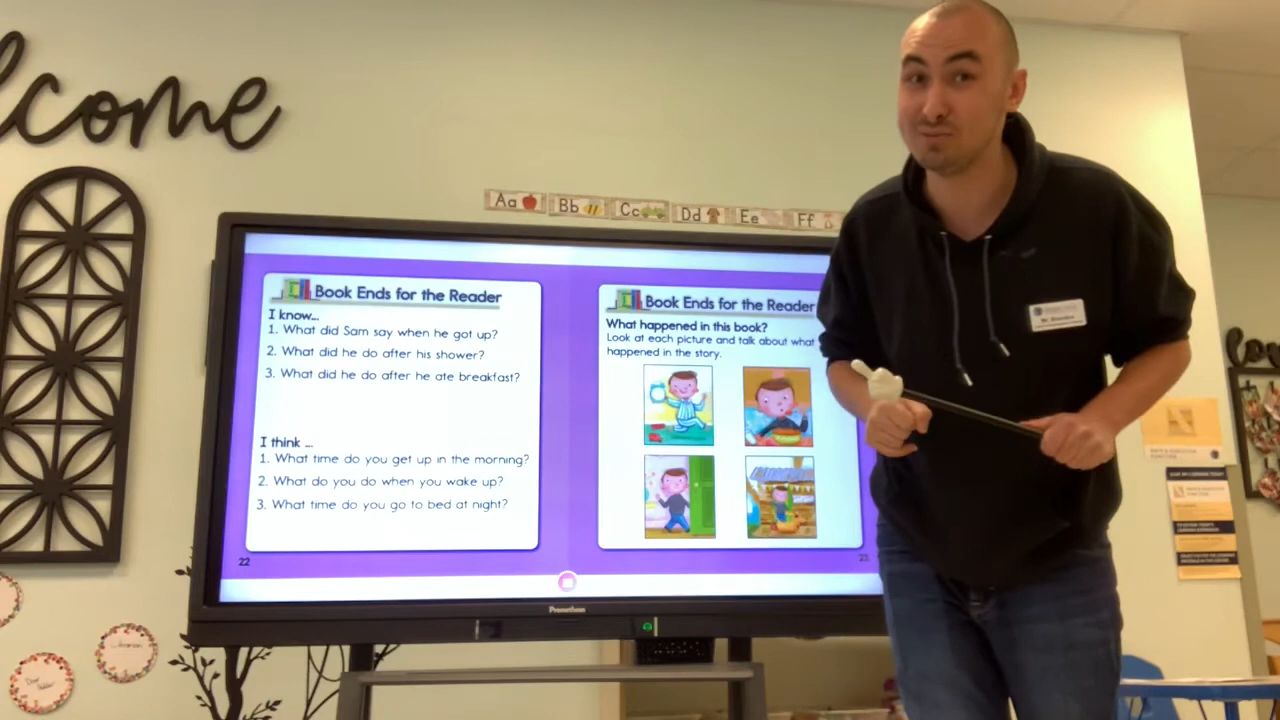 lcome
Aa Bb Cc Dd Ee Ff
Book Ends for the Reader
I know...
1. What did Sam say when he got up?
2. What did he do after his shower?
3. What did he do after he ate breakfast?
I think ...
1. What time do you get up in the morning?
2. What do you do when you wake up?
3. What time do you go to bed at night?
22
Book Ends for the Reader
What happened in this book?
Look at each picture and talk about what
happened in the story.
Promethean